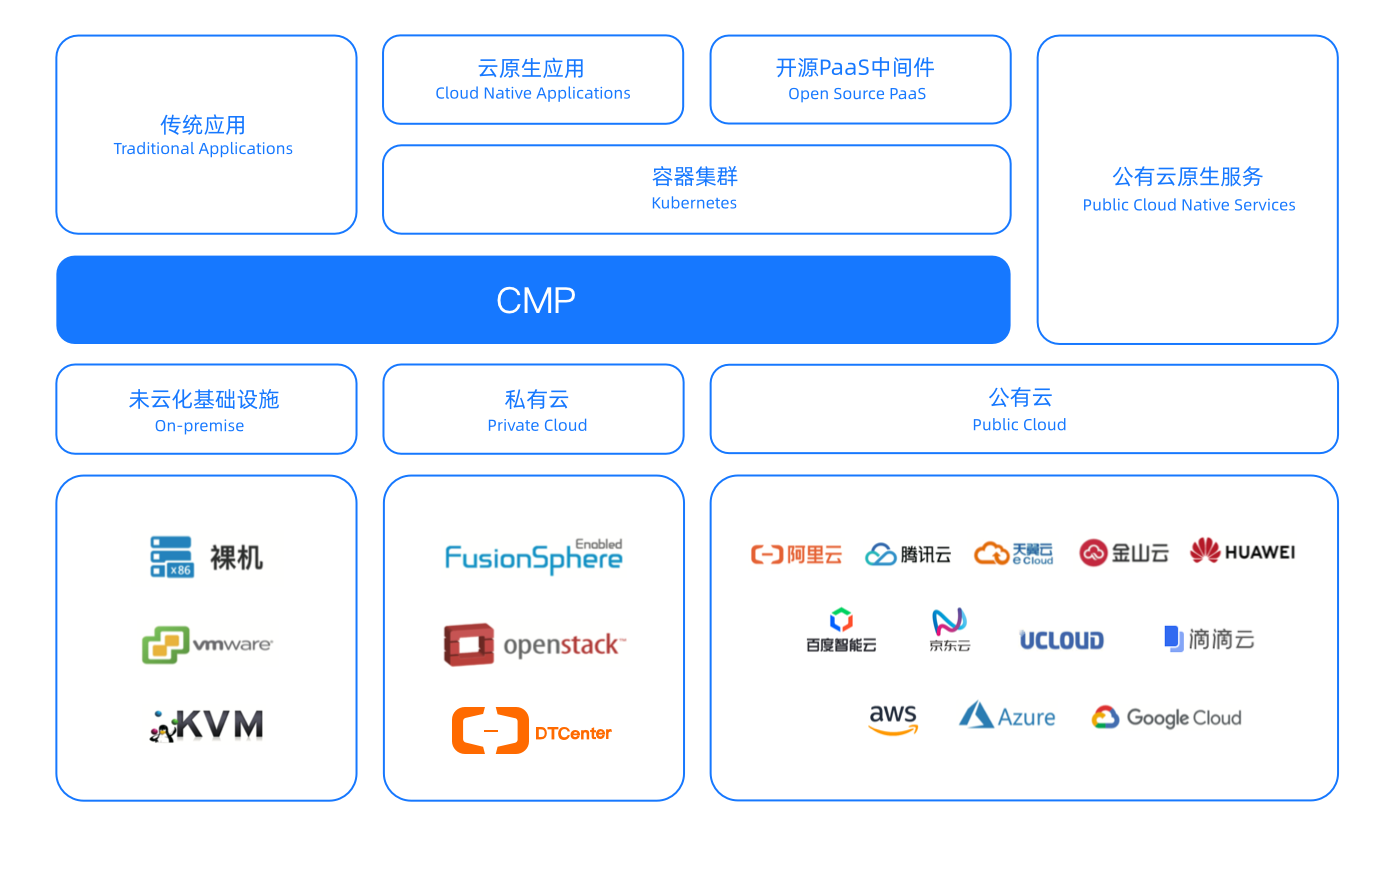 传统应用
Traditional Applications
云原生应用
Cloud Native Applications
开源PaaS中间件
Open Source PaaS
容器集群
Kubernetes
公有云原生服务
Public Cloud Native Services
CMP
未云化基础设施
On-premise
私有云
Private Cloud
公有云
Public Cloud
x86
裸机
vmware
KVM
Enabled
FusionSphere
openstack™
DTCenter
阿里云
腾讯云
天翼云
e Cloud
金山云
HUAWEI
百度智能云
京东云
UCLOUD
滴滴云
aws
Azure
Google Cloud